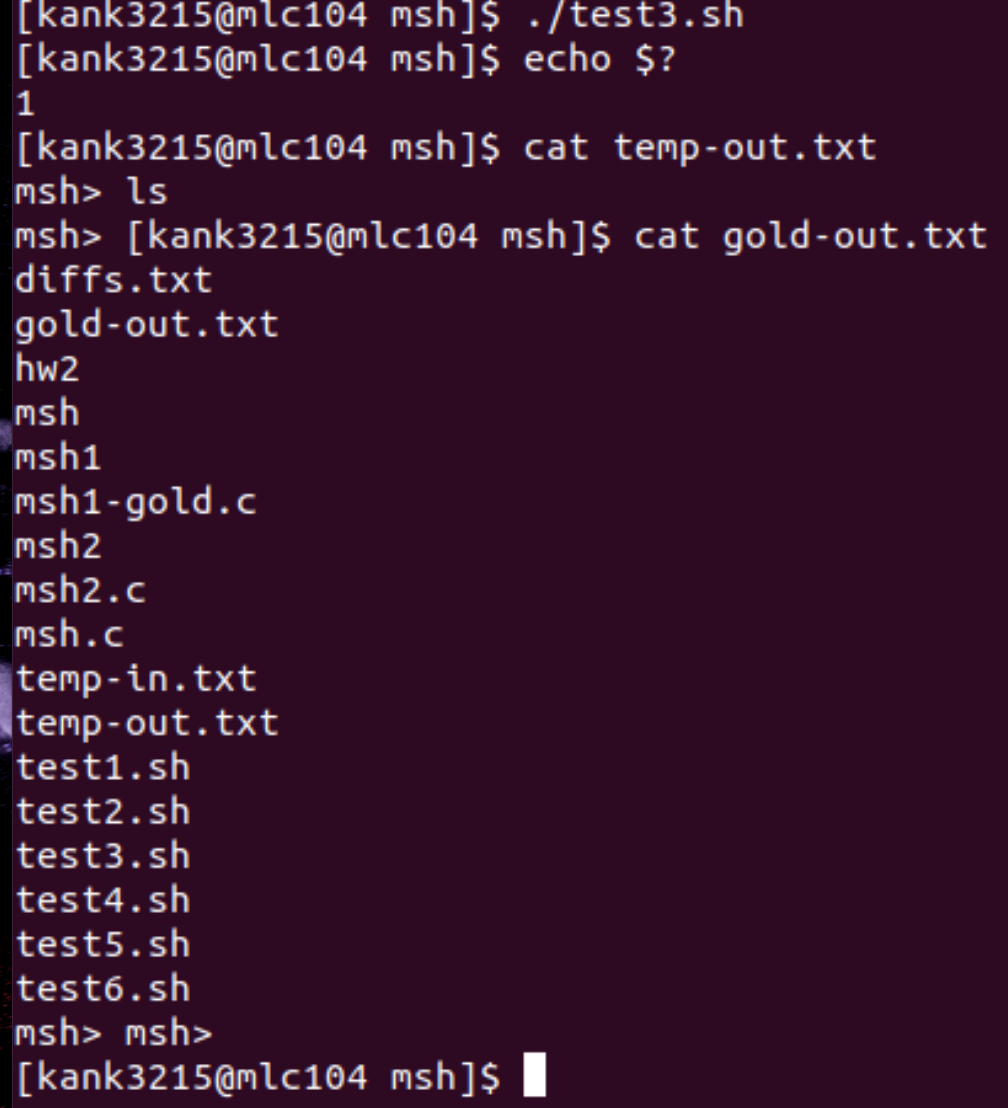 [kank3215@mlc104 msh]$ ./test3.sh
[kank3215@mlc104 msh]$ echo $?
1
[kank3215@mlc104 msh]$ cat temp-out.txt
msh> ls
msh> [kank3215@mlc104 msh]$ cat gold-out.txt
diffs.txt
gold-out.txt
hw2
msh
msh1
msh1-gold.c
msh2
msh2.c
msh.c
temp-in.txt
temp-out.txt
test1.sh
test2.sh
test3.sh
test4.sh
test5.sh
test6.sh
msh> msh>
[kank3215@mlc104 msh]$